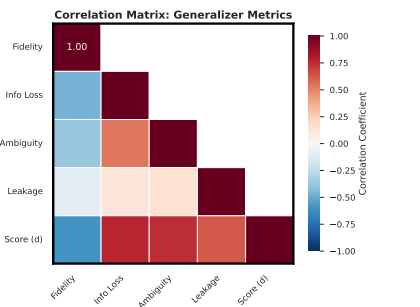 Correlation Matrix: Generalizer Metrics
Fidelity
1.00
Info Loss
Ambiguity
Leakage
Score (d)
Fidelity
Info Loss
Ambiguity
Leakage
Score (d)
1.00
0.75
0.50
0.25
0.00
−0.25
−0.50
−0.75
−1.00
Correlation Coefficient